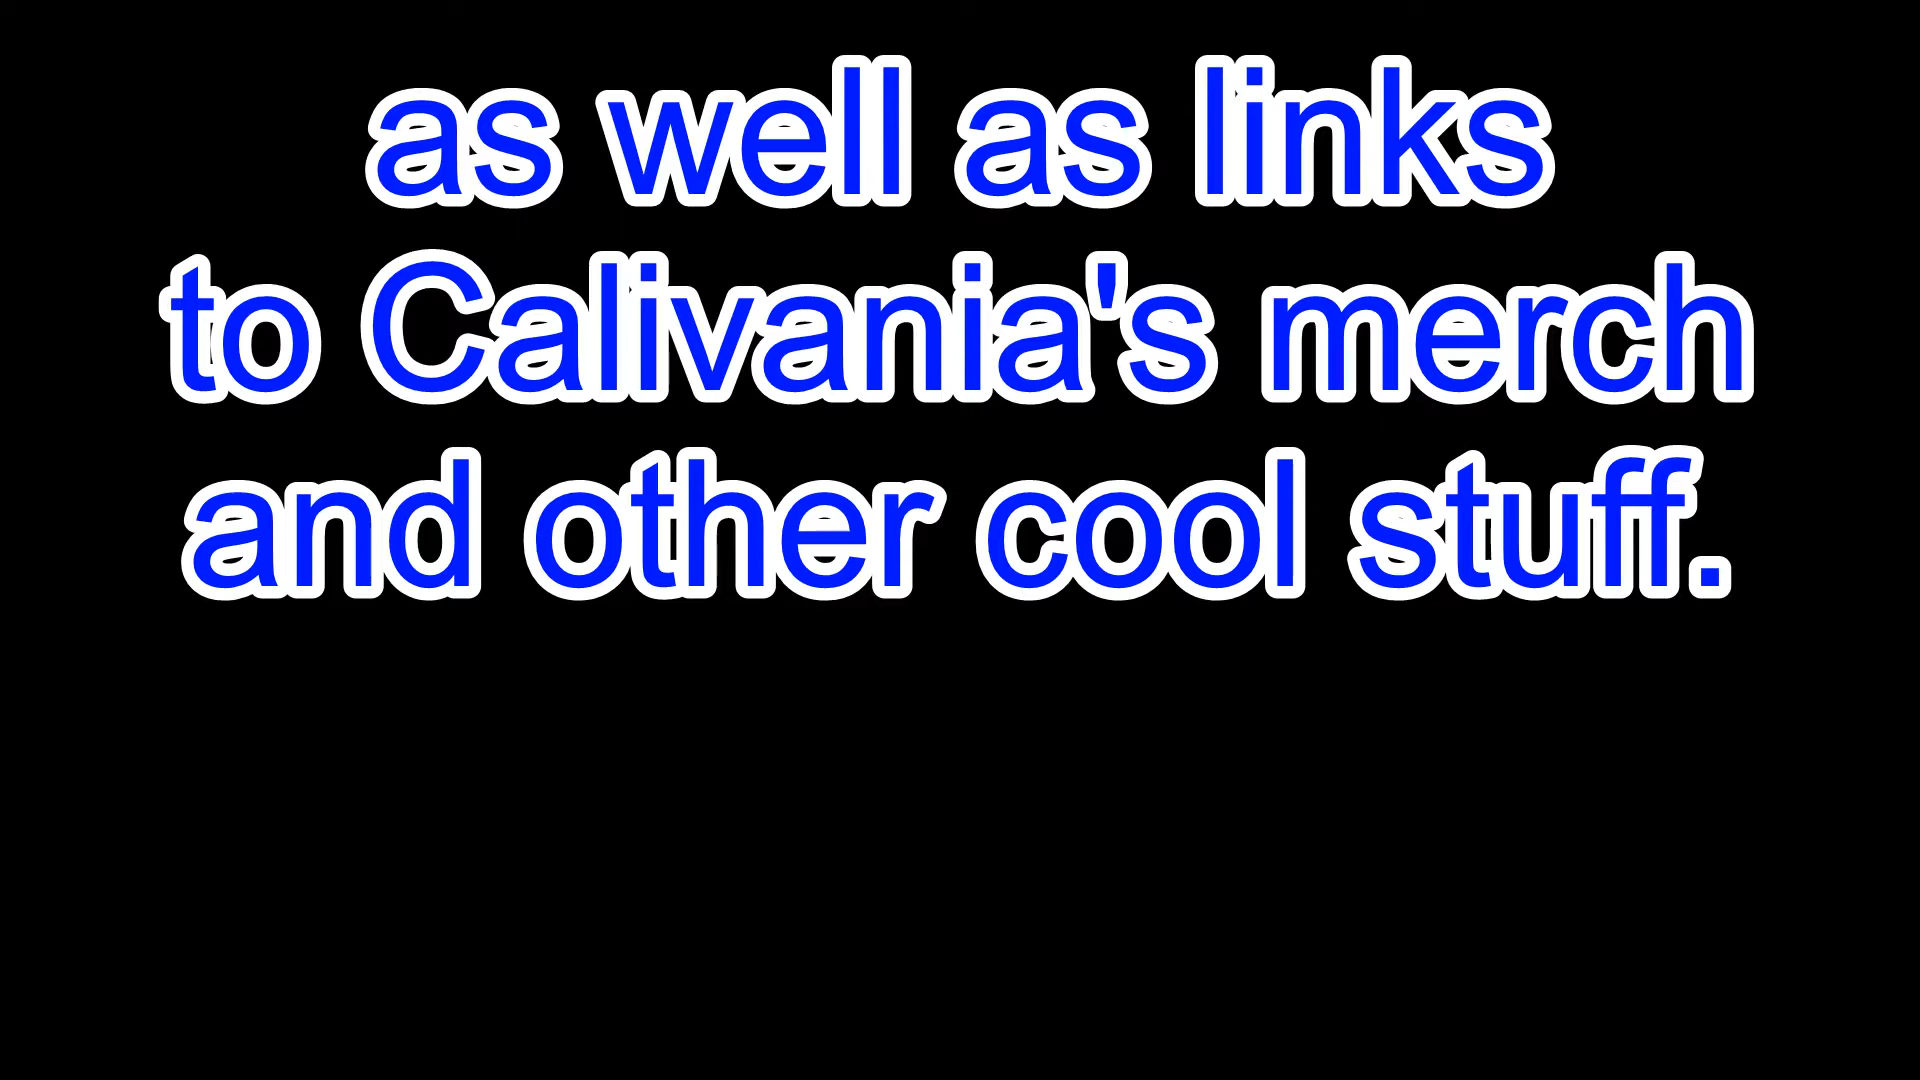 as well as links
to Calivania's merch
and other cool stuff.